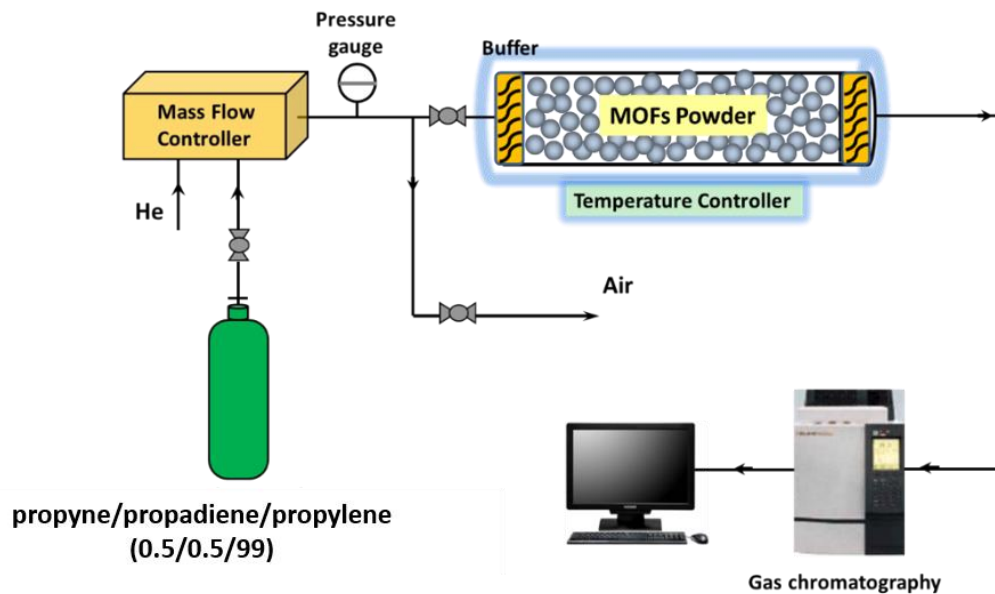 Pressure
gauge
Buffer
Mass Flow
Controller
MOFs Powder
Temperature Controller
He
Air
propyne/propadiene/propylene
(0.5/0.5/99)
Gas chromatography